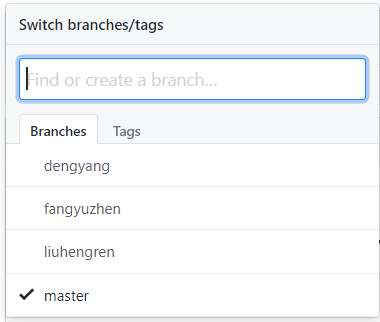 Switch branches/tags
Find or create a branch...
Branches Tags
dengyang
fangyuzhen
liuhengren
master